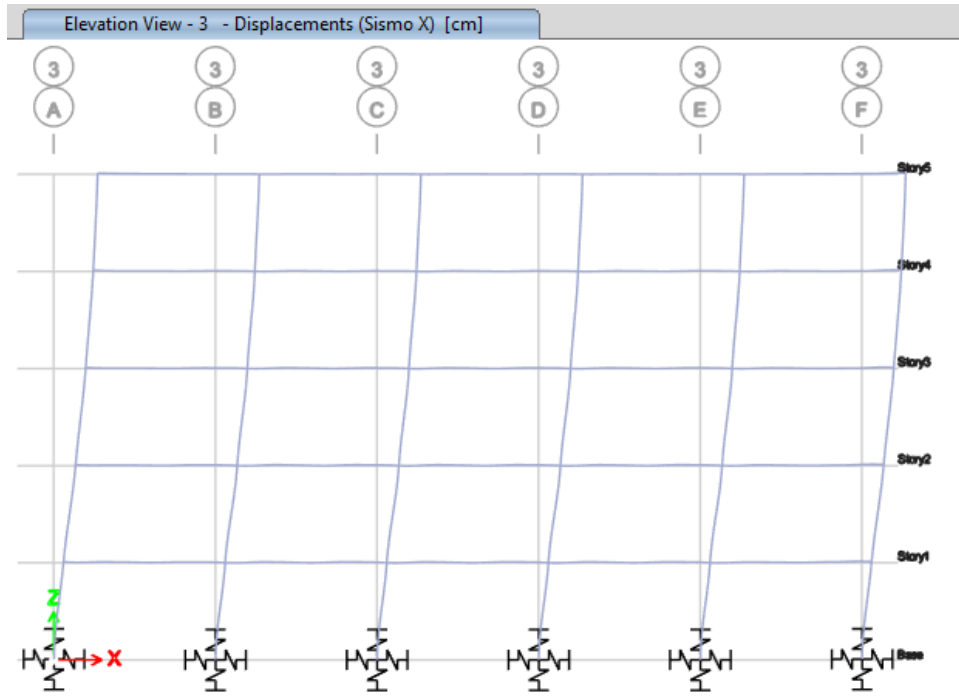 Elevation View - 3 - Displacements (Sismo X) [cm]
3 3 3 3 3 3
A B C D E F
Story5
Story4
Story3
Story2
Story1
Z
X
Base